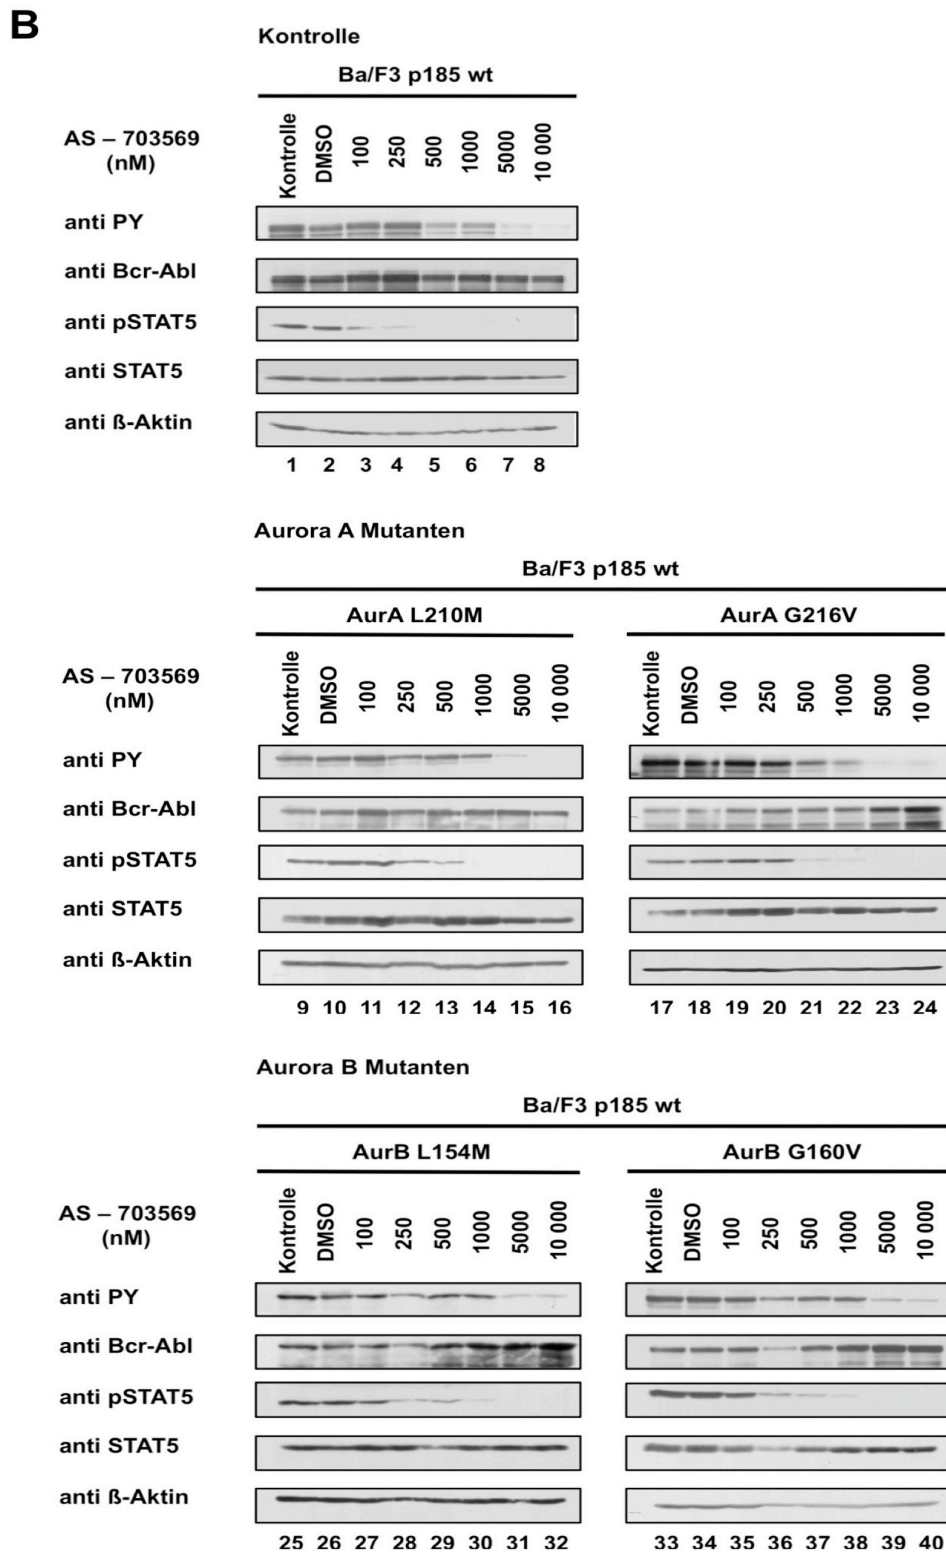 B
Kontrolle
Ba/F3 p185 wt
AS – 703569
(nM)
Kontrolle DMSO 100 250 500 1000 5000 10 000
anti PY
anti Bcr-Abl
anti pSTAT5
anti STAT5
anti ß-Aktin
1 2 3 4 5 6 7 8
Aurora A Mutanten
Ba/F3 p185 wt
AurA L210M AurA G216V
AS – 703569
(nM)
Kontrolle DMSO 100 250 500 1000 5000 10 000 Kontrolle DMSO 100 250 500 1000 5000 10 000
anti PY
anti Bcr-Abl
anti pSTAT5
anti STAT5
anti ß-Aktin
9 10 11 12 13 14 15 16 17 18 19 20 21 22 23 24
Aurora B Mutanten
Ba/F3 p185 wt
AurB L154M AurB G160V
AS – 703569
(nM)
Kontrolle DMSO 100 250 500 1000 5000 10 000 Kontrolle DMSO 100 250 500 1000 5000 10 000
anti PY
anti Bcr-Abl
anti pSTAT5
anti STAT5
anti ß-Aktin
25 26 27 28 29 30 31 32 33 34 35 36 37 38 39 40